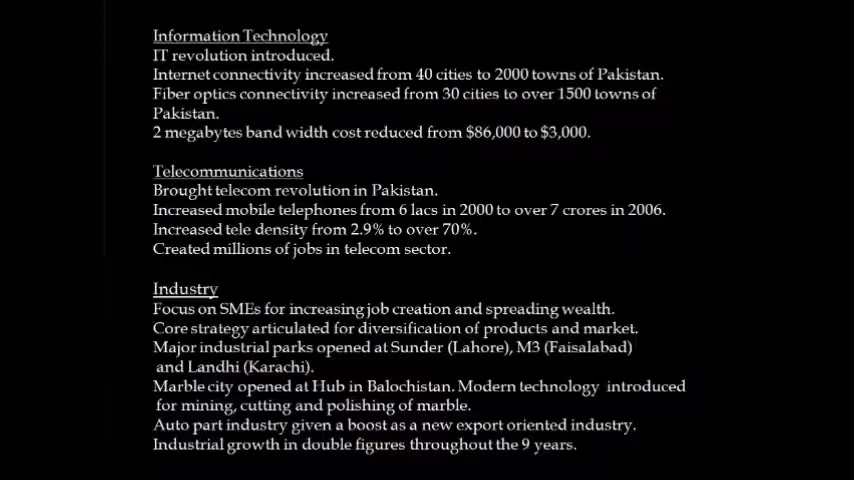 Information Technology
IT revolution introduced.
Internet connectivity increased from 40 cities to 2000 towns of Pakistan.
Fiber optics connectivity increased from 30 cities to over 1500 towns of
Pakistan.
2 megabytes band width cost reduced from $86,000 to $3,000.
Telecommunications
Brought telecom revolution in Pakistan.
Increased mobile telephones from 6 lacs in 2000 to over 7 crores in 2006.
Increased tele density from 2.9% to over 70%.
Created millions of jobs in telecom sector.
Industry
Focus on SMEs for increasing job creation and spreading wealth.
Core strategy articulated for diversification of products and market.
Major industrial parks opened at Sunder (Lahore), M3 (Faisalabad)
and Landhi (Karachi).
Marble city opened at Hub in Balochistan. Modern technology introduced
for mining, cutting and polishing of marble.
Auto part industry given a boost as a new export oriented industry.
Industrial growth in double figures throughout the 9 years.